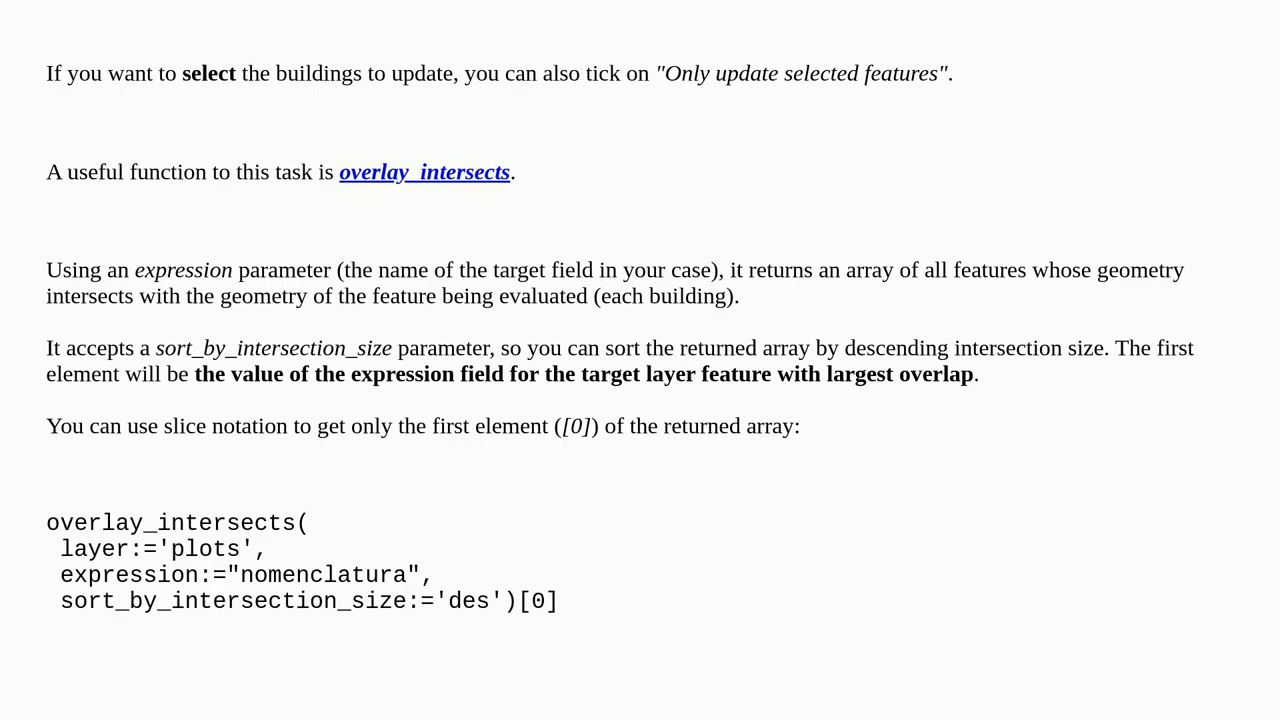 If you want to select the buildings to update, you can also tick on "Only update selected features".
A useful function to this task is overlay_intersects.
Using an expression parameter (the name of the target field in your case), it returns an array of all features whose geometry
intersects with the geometry of the feature being evaluated (each building).
It accepts a sort_by_intersection_size parameter, so you can sort the returned array by descending intersection size. The first
element will be the value of the expression field for the target layer feature with largest overlap.
You can use slice notation to get only the first element ([0]) of the returned array:
overlay_intersects(
 layer:='plots',
 expression:="nomenclatura",
 sort_by_intersection_size:='des')[0]